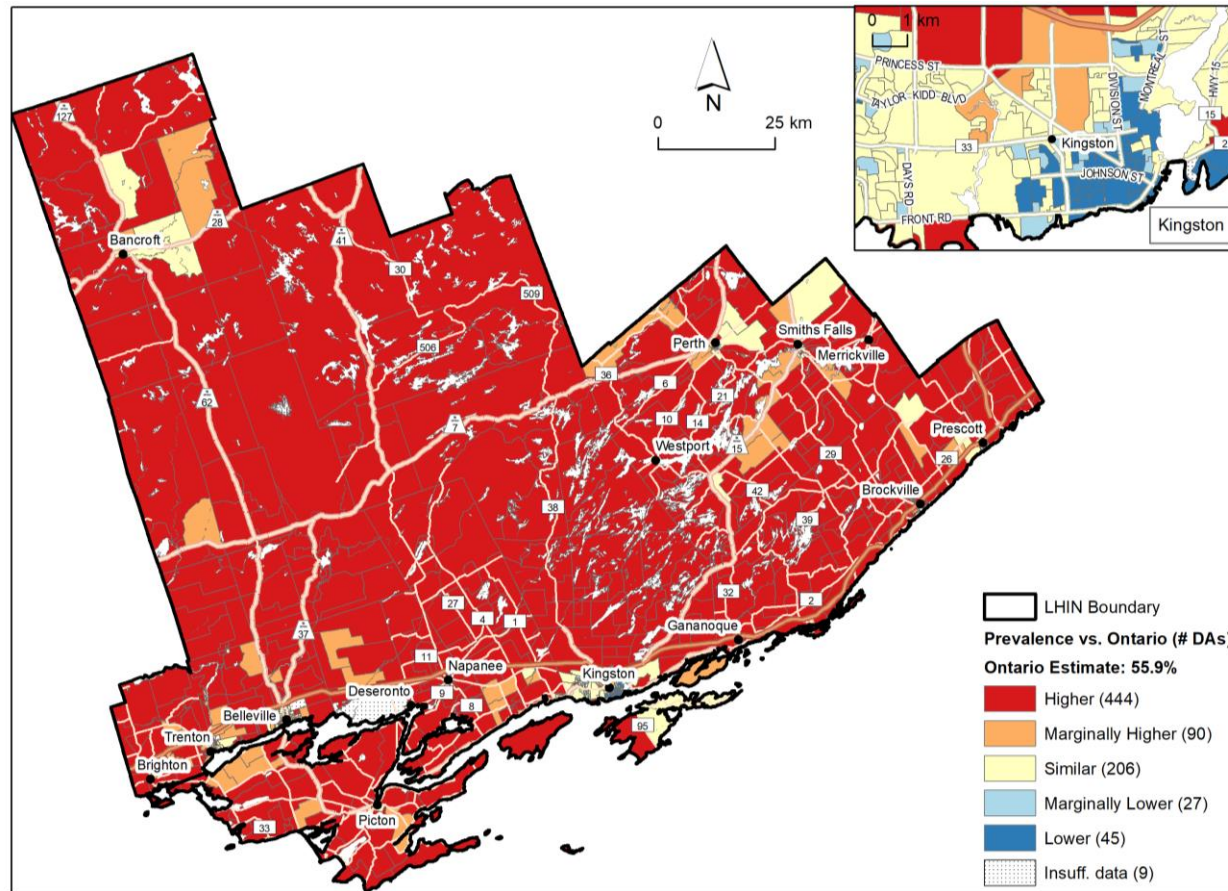 0 1 km
PRINCESS ST
TAYLOR KIDD BLVD
DIVISION ST
MONTREAL ST
HWY 15
15
2
33
Kingston
JOHNSON ST
DAYS RD
FRONT RD
Kingston
N
0 25 km
127
28
Bancroft
41
30
509
506
62
Perth
Smiths Falls
Merrickville
36
6
21
10
14
7
Westport
15
29
Prescott
26
Brockville
42
38
39
32
2
27
4
1
37
Gananoque
11
Napanee
Kingston
Deseronto
9
8
Belleville
95
Trenton
Brighton
Picton
33
LHIN Boundary
Prevalence vs. Ontario (# DAs)
Ontario Estimate: 55.9%
Higher (444)
Marginally Higher (90)
Similar (206)
Marginally Lower (27)
Lower (45)
Insuff. data (9)